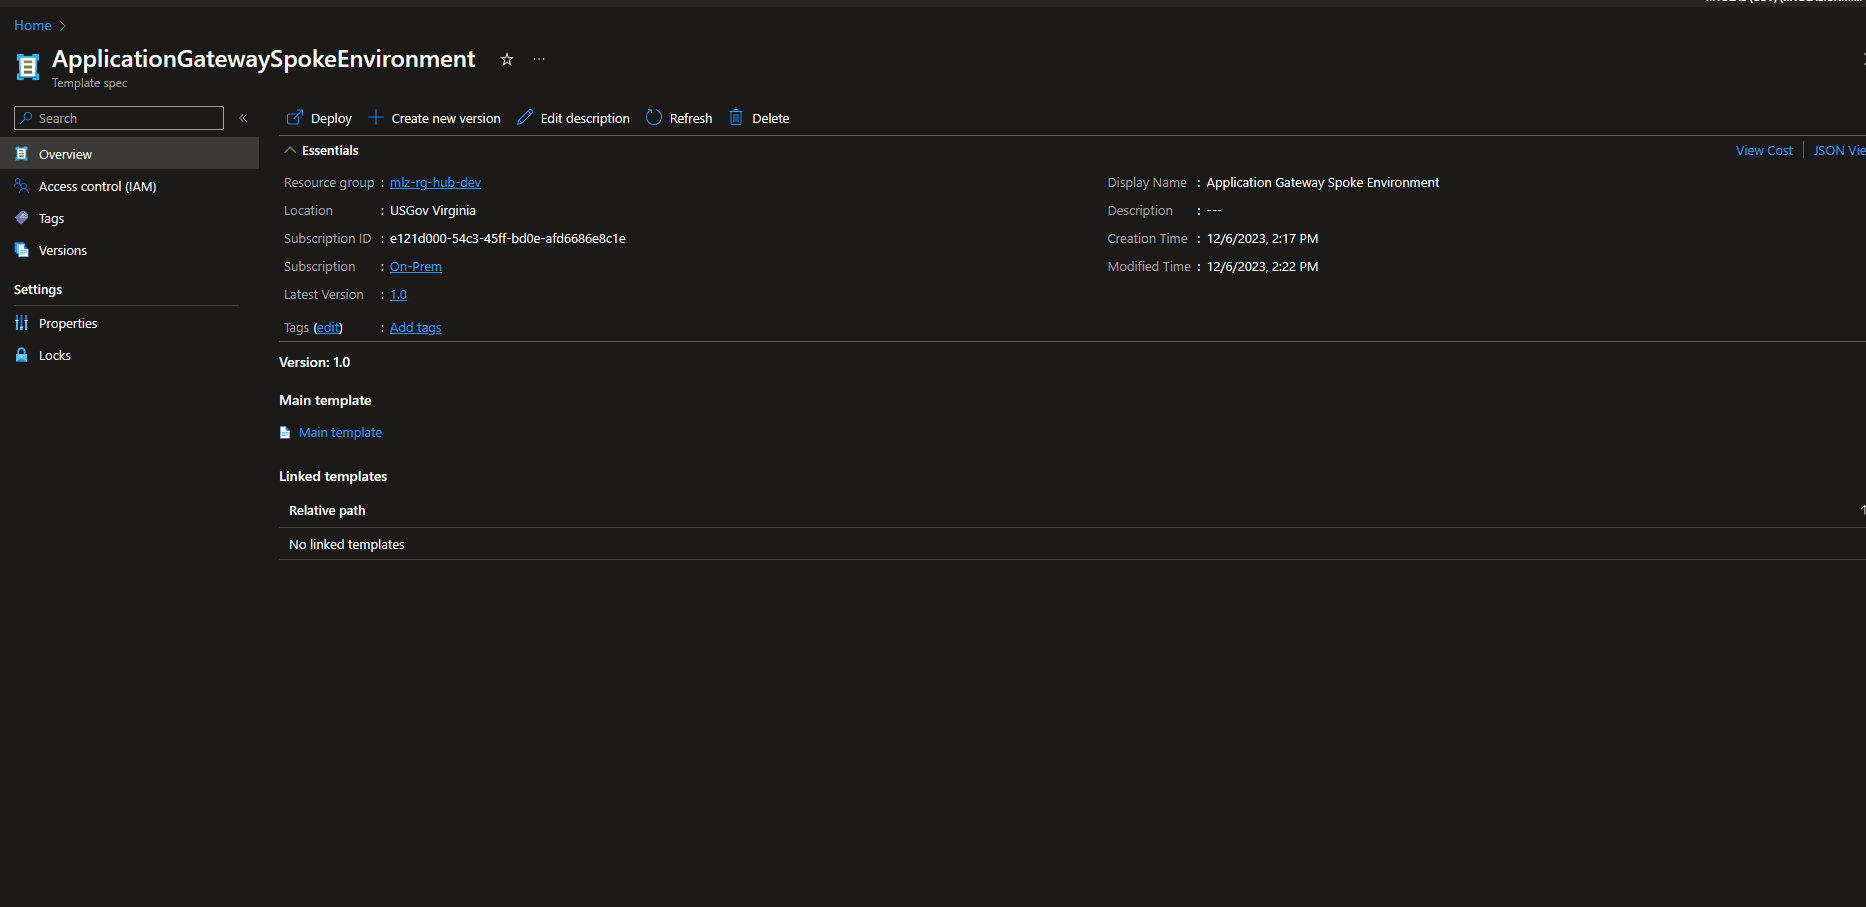 Home
ApplicationGatewaySpokeEnvironment
Template spec
Search
Overview
Access control (IAM)
Tags
Versions
Settings
Properties
Locks
Deploy Create new version Edit description Refresh Delete
Essentials
View Cost JSON Vie
Resource group : mlz-rg-hub-dev
Location : USGov Virginia
Subscription ID : e121d000-54c3-45ff-bd0e-afd6686e8c1e
Subscription : On-Prem
Latest Version : 1.0
Tags (edit) : Add tags
Display Name : Application Gateway Spoke Environment
Description : ---
Creation Time : 12/6/2023, 2:17 PM
Modified Time : 12/6/2023, 2:22 PM
Version: 1.0
Main template
Main template
Linked templates
Relative path
No linked templates